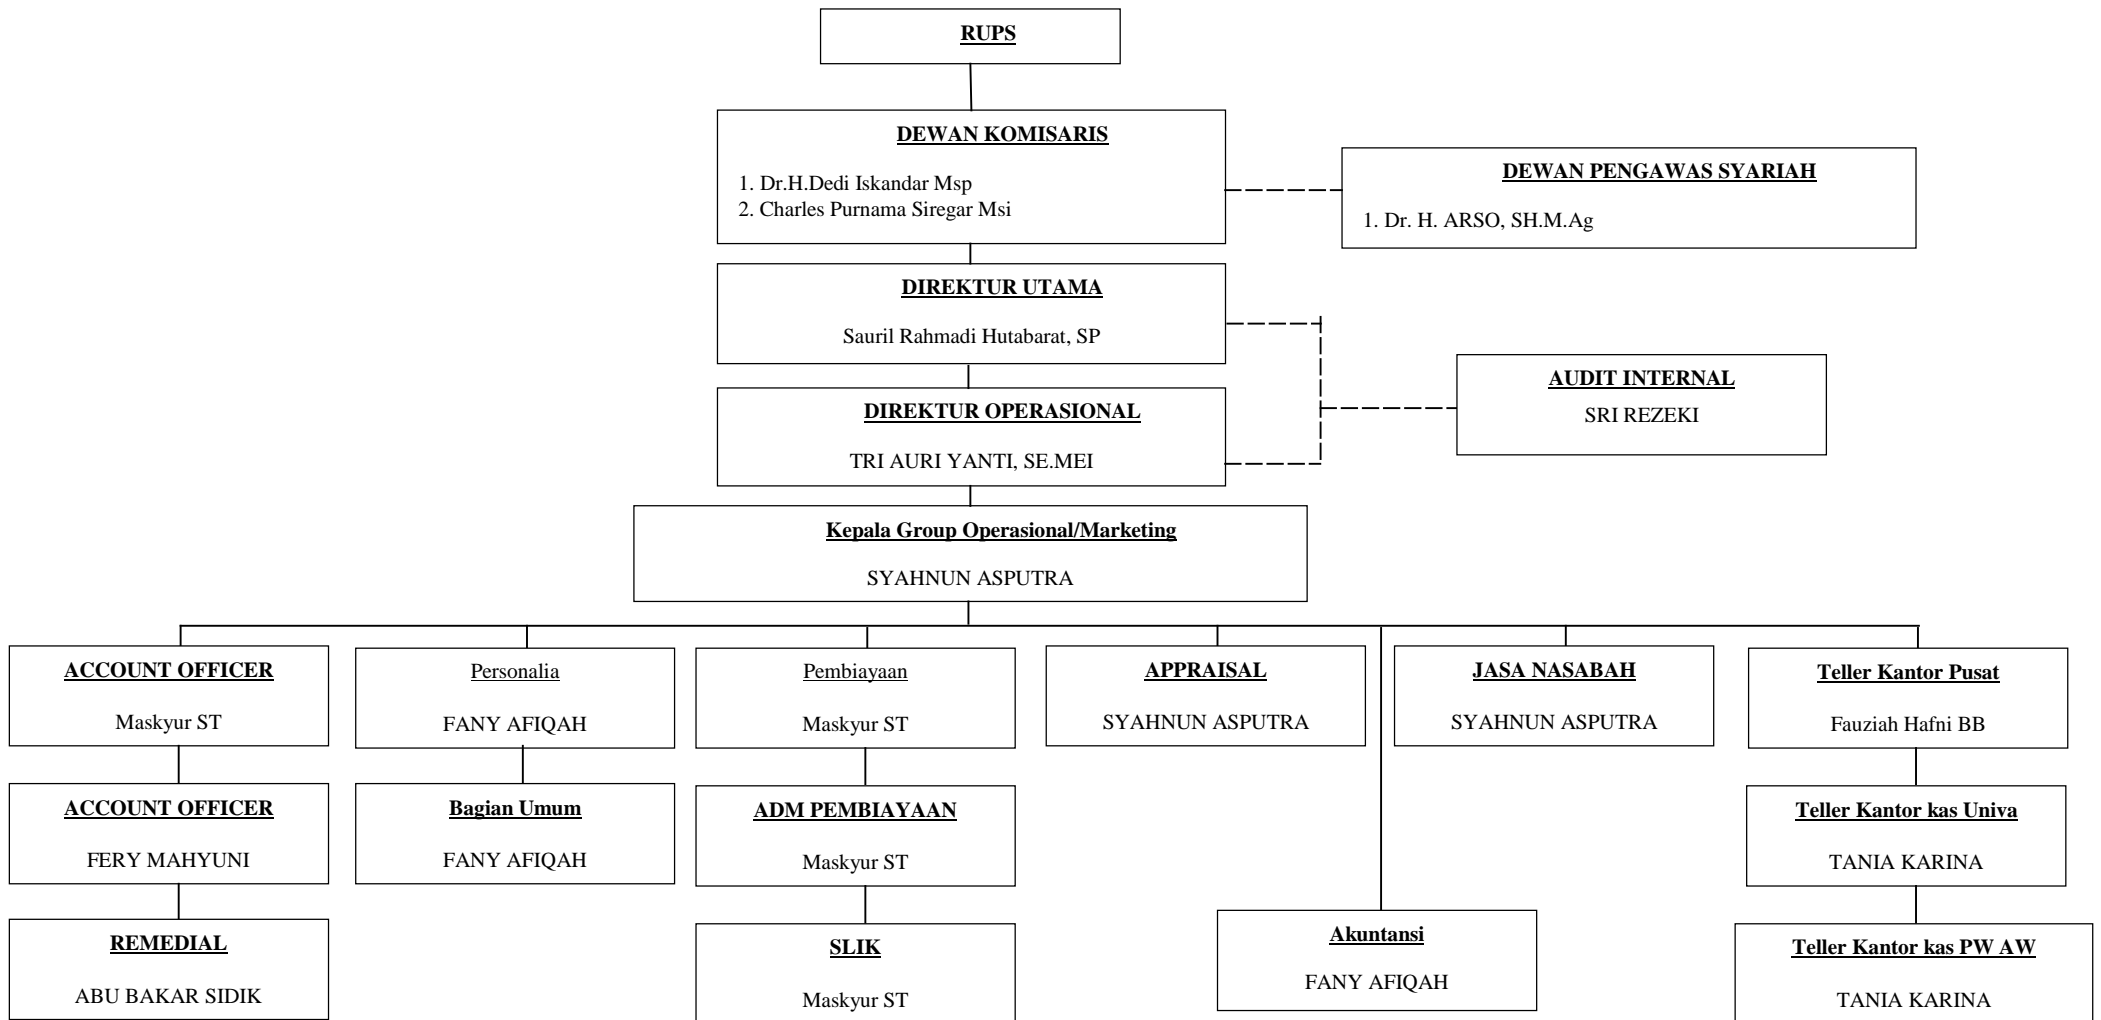 RUPS
DEWAN KOMISARIS
1. Dr.H.Dedi Iskandar Msp
2. Charles Purnama Siregar Msi
DEWAN PENGAWAS SYARIAH
1. Dr. H. ARSO, SH.M.Ag
DIREKTUR UTAMA
Sauril Rahmadi Hutabarat, SP
AUDIT INTERNAL
SRI REZEKI
DIREKTUR OPERASIONAL
TRI AURI YANTI, SE.MEI
Kepala Group Operasional/Marketing
SYAHNUN ASPUTRA
ACCOUNT OFFICER
Maskyur ST
Personalia
FANY AFIQAH
Pembiayaan
Maskyur ST
APPRAISAL
SYAHNUN ASPUTRA
JASA NASABAH
SYAHNUN ASPUTRA
Teller Kantor Pusat
Fauziah Hafni BB
ACCOUNT OFFICER
FERY MAHYUNI
Bagian Umum
FANY AFIQAH
ADM PEMBIAYAAN
Maskyur ST
Teller Kantor kas Univa
TANIA KARINA
REMEDIAL
ABU BAKAR SIDIK
SLIK
Maskyur ST
Akuntansi
FANY AFIQAH
Teller Kantor kas PW AW
TANIA KARINA